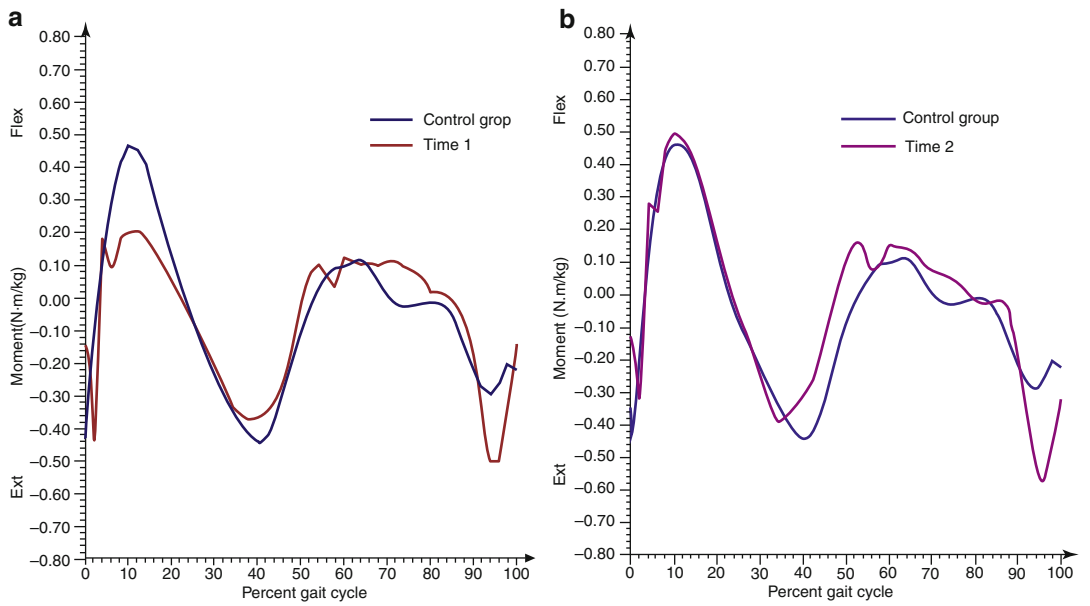 a
0.80
0.70
0.60
0.50
0.40
0.30
0.20
0.10
0.00
–0.10
–0.20
–0.30
–0.40
–0.50
–0.60
–0.70
–0.80
Flex
Moment(N·m/kg)
Ext
Control grop
Time 1
0 10 20 30 40 50 60 70 80 90 100
Percent gait cycle
b
0.80
0.70
0.60
0.50
0.40
0.30
0.20
0.10
0.00
–0.10
–0.20
–0.30
–0.40
–0.50
–0.60
–0.70
–0.80
Flex
Moment (N.m/kg)
Ext
Control group
Time 2
0 10 20 30 40 50 60 70 80 90 100
Percent gait cycle